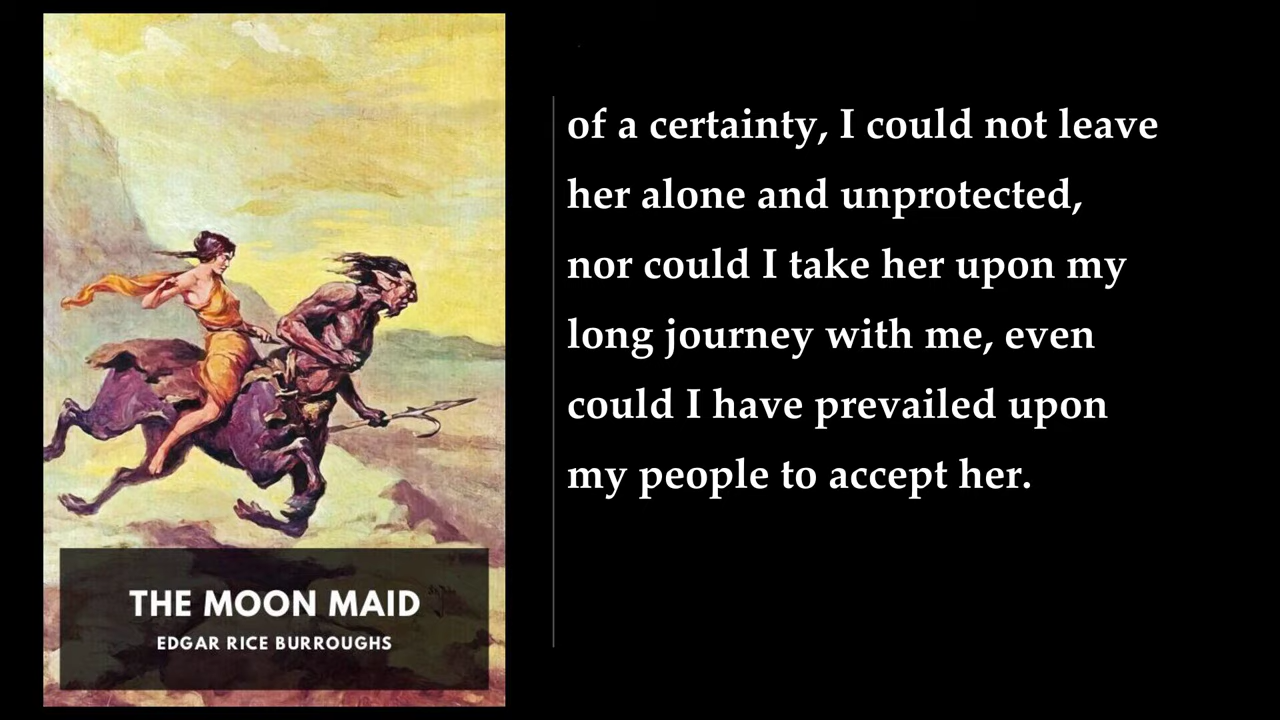 of a certainty, I could not leave
her alone and unprotected,
nor could I take her upon my
long journey with me, even
could I have prevailed upon
my people to accept her.
THE MOON MAID
EDGAR RICE BURROUGHS